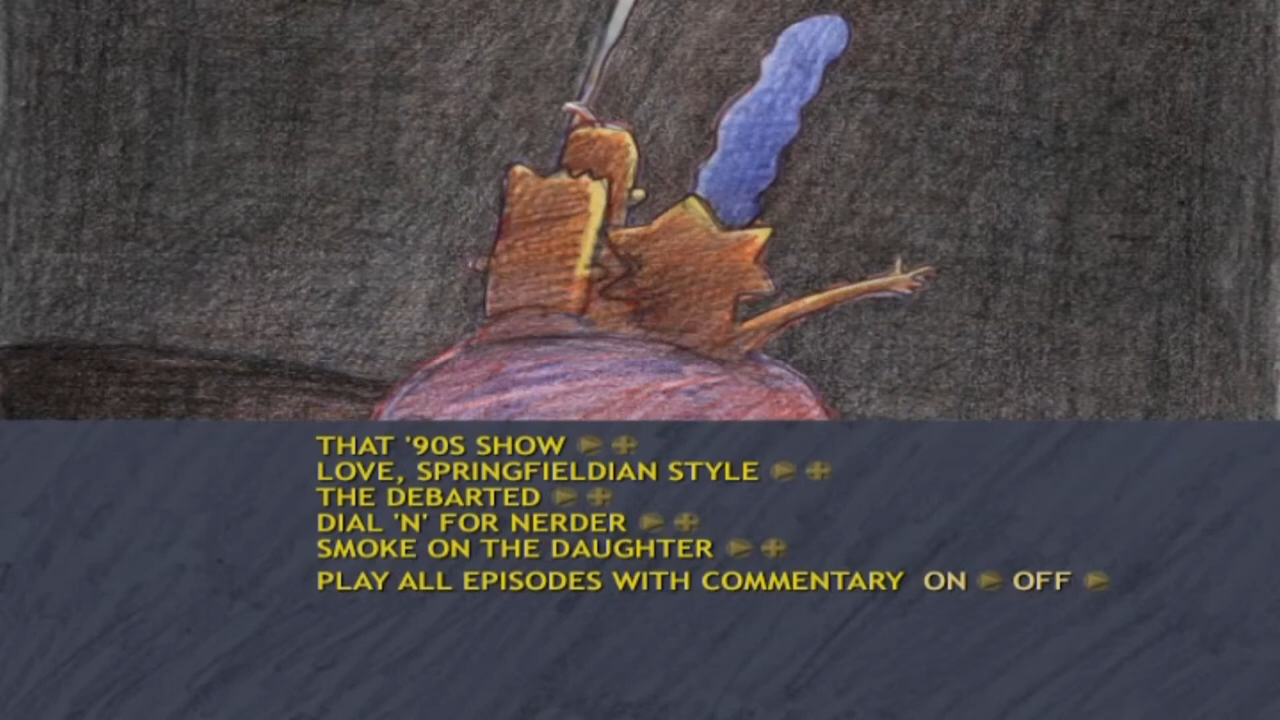 THAT '90S SHOW
LOVE, SPRINGFIELDIAN STYLE
THE DEBARTED
DIAL 'N' FOR NERDER
SMOKE ON THE DAUGHTER
PLAY ALL EPISODES WITH COMMENTARY ON OFF